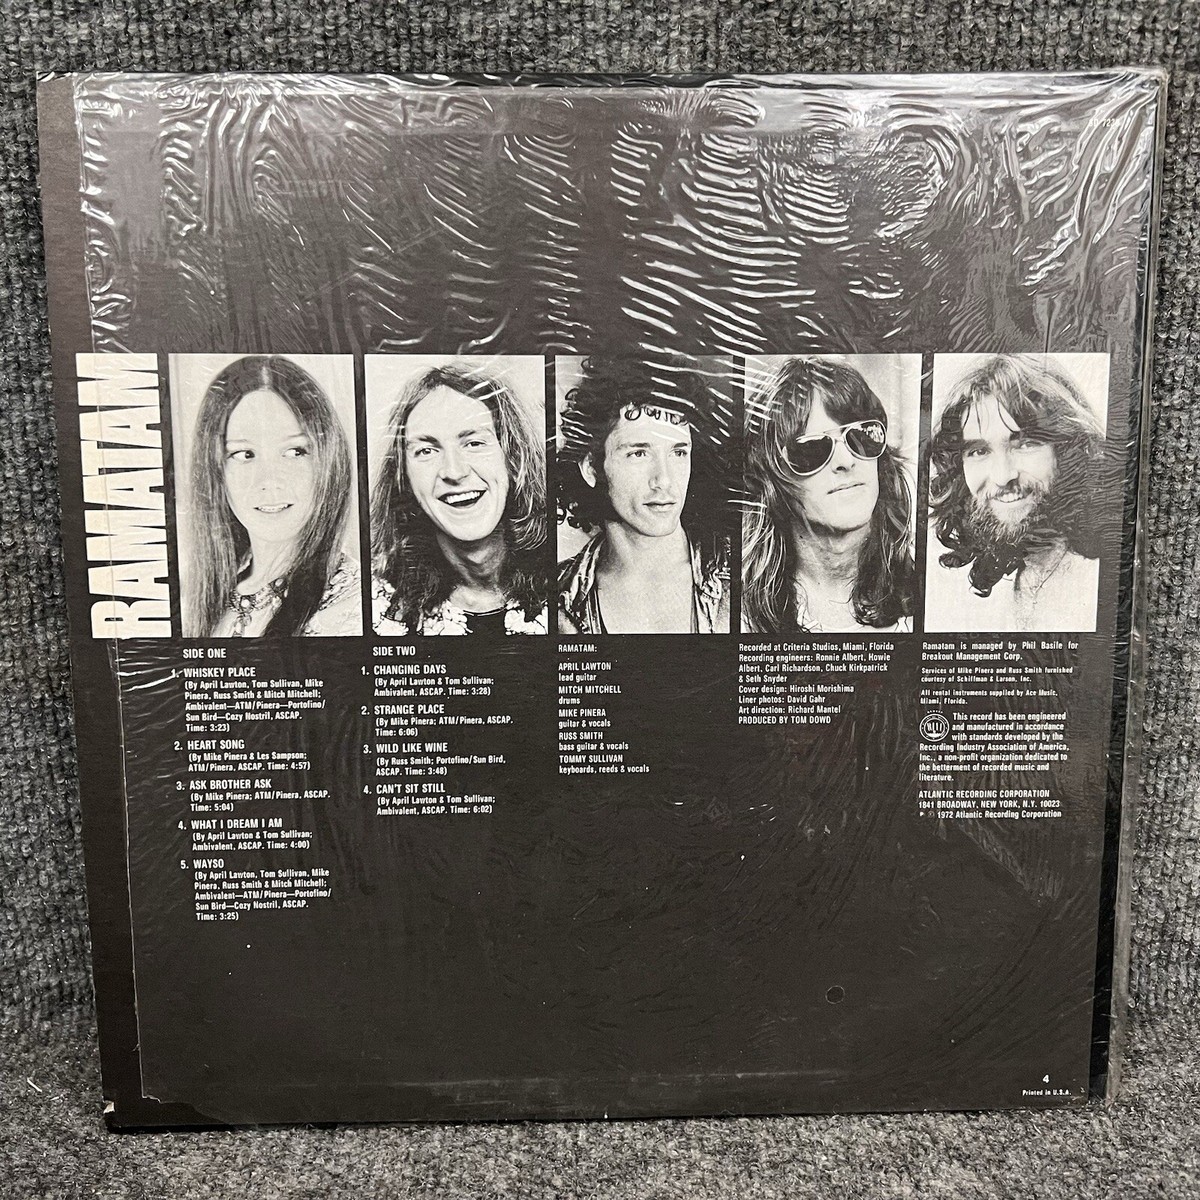 RAMATAM
SIDE ONE
1. WHISKEY PLACE
(By April Lawton, Tom Sullivan, Mike
Pinera, Russ Smith & Mitch Mitchell;
Ambivalent—ATM/Pinera—Portofino/
Sun Bird—Cozy Nostril, ASCAP.
Time: 3:23)
2. HEART SONG
(By Mike Pinera & Les Sampson;
ATM/Pinera, ASCAP. Time: 4:57)
3. ASK BROTHER ASK
(By Mike Pinera; ATM/Pinera, ASCAP.
Time: 5:04)
4. WHAT I DREAM I AM
(By April Lawton & Tom Sullivan;
Ambivalent, ASCAP. Time: 4:00)
5. WAYSO
(By April Lawton, Tom Sullivan, Mike
Pinera, Russ Smith & Mitch Mitchell;
Ambivalent—ATM/Pinera—Portofino/
Sun Bird—Cozy Nostril, ASCAP.
Time: 3:25)
SIDE TWO
1. CHANGING DAYS
(By April Lawton & Tom Sullivan;
Ambivalent, ASCAP. Time: 3:28)
2. STRANGE PLACE
(By Mike Pinera; ATM/Pinera, ASCAP.
Time: 6:06)
3. WILD LIKE WINE
(By Russ Smith; Portofino/Sun Bird,
ASCAP. Time: 3:48)
4. CAN'T SIT STILL
(By April Lawton & Tom Sullivan;
Ambivalent, ASCAP. Time: 6:02)
RAMATAM:
APRIL LAWTON
lead guitar
MITCH MITCHELL
drums
MIKE PINERA
guitar & vocals
RUSS SMITH
bass guitar & vocals
TOMMY SULLIVAN
keyboards, reeds & vocals
Recorded at Criteria Studios, Miami, Florida
Recording engineers: Ronnie Albert, Howie
Albert, Carl Richardson, Chuck Kirkpatrick
& Seth Snyder
Cover design: Hiroshi Morishima
Liner photos: David Gahr
Art direction: Richard Mantel
PRODUCED BY TOM DOWD
Ramatam is managed by Phil Basile for
Breakout Management Corp.
Services of Mike Pinera and Russ Smith furnished
courtesy of Schiffman & Larson, Inc.
All rental instruments supplied by Ace Music,
Miami, Florida.
This record has been engineered
and manufactured in accordance
with standards developed by the
Recording Industry Association of America,
Inc., a non-profit organization dedicated to
the betterment of recorded music and
literature.
ATLANTIC RECORDING CORPORATION
1841 BROADWAY, NEW YORK, N.Y. 10023
℗ © 1972 Atlantic Recording Corporation
4
Printed in U.S.A.